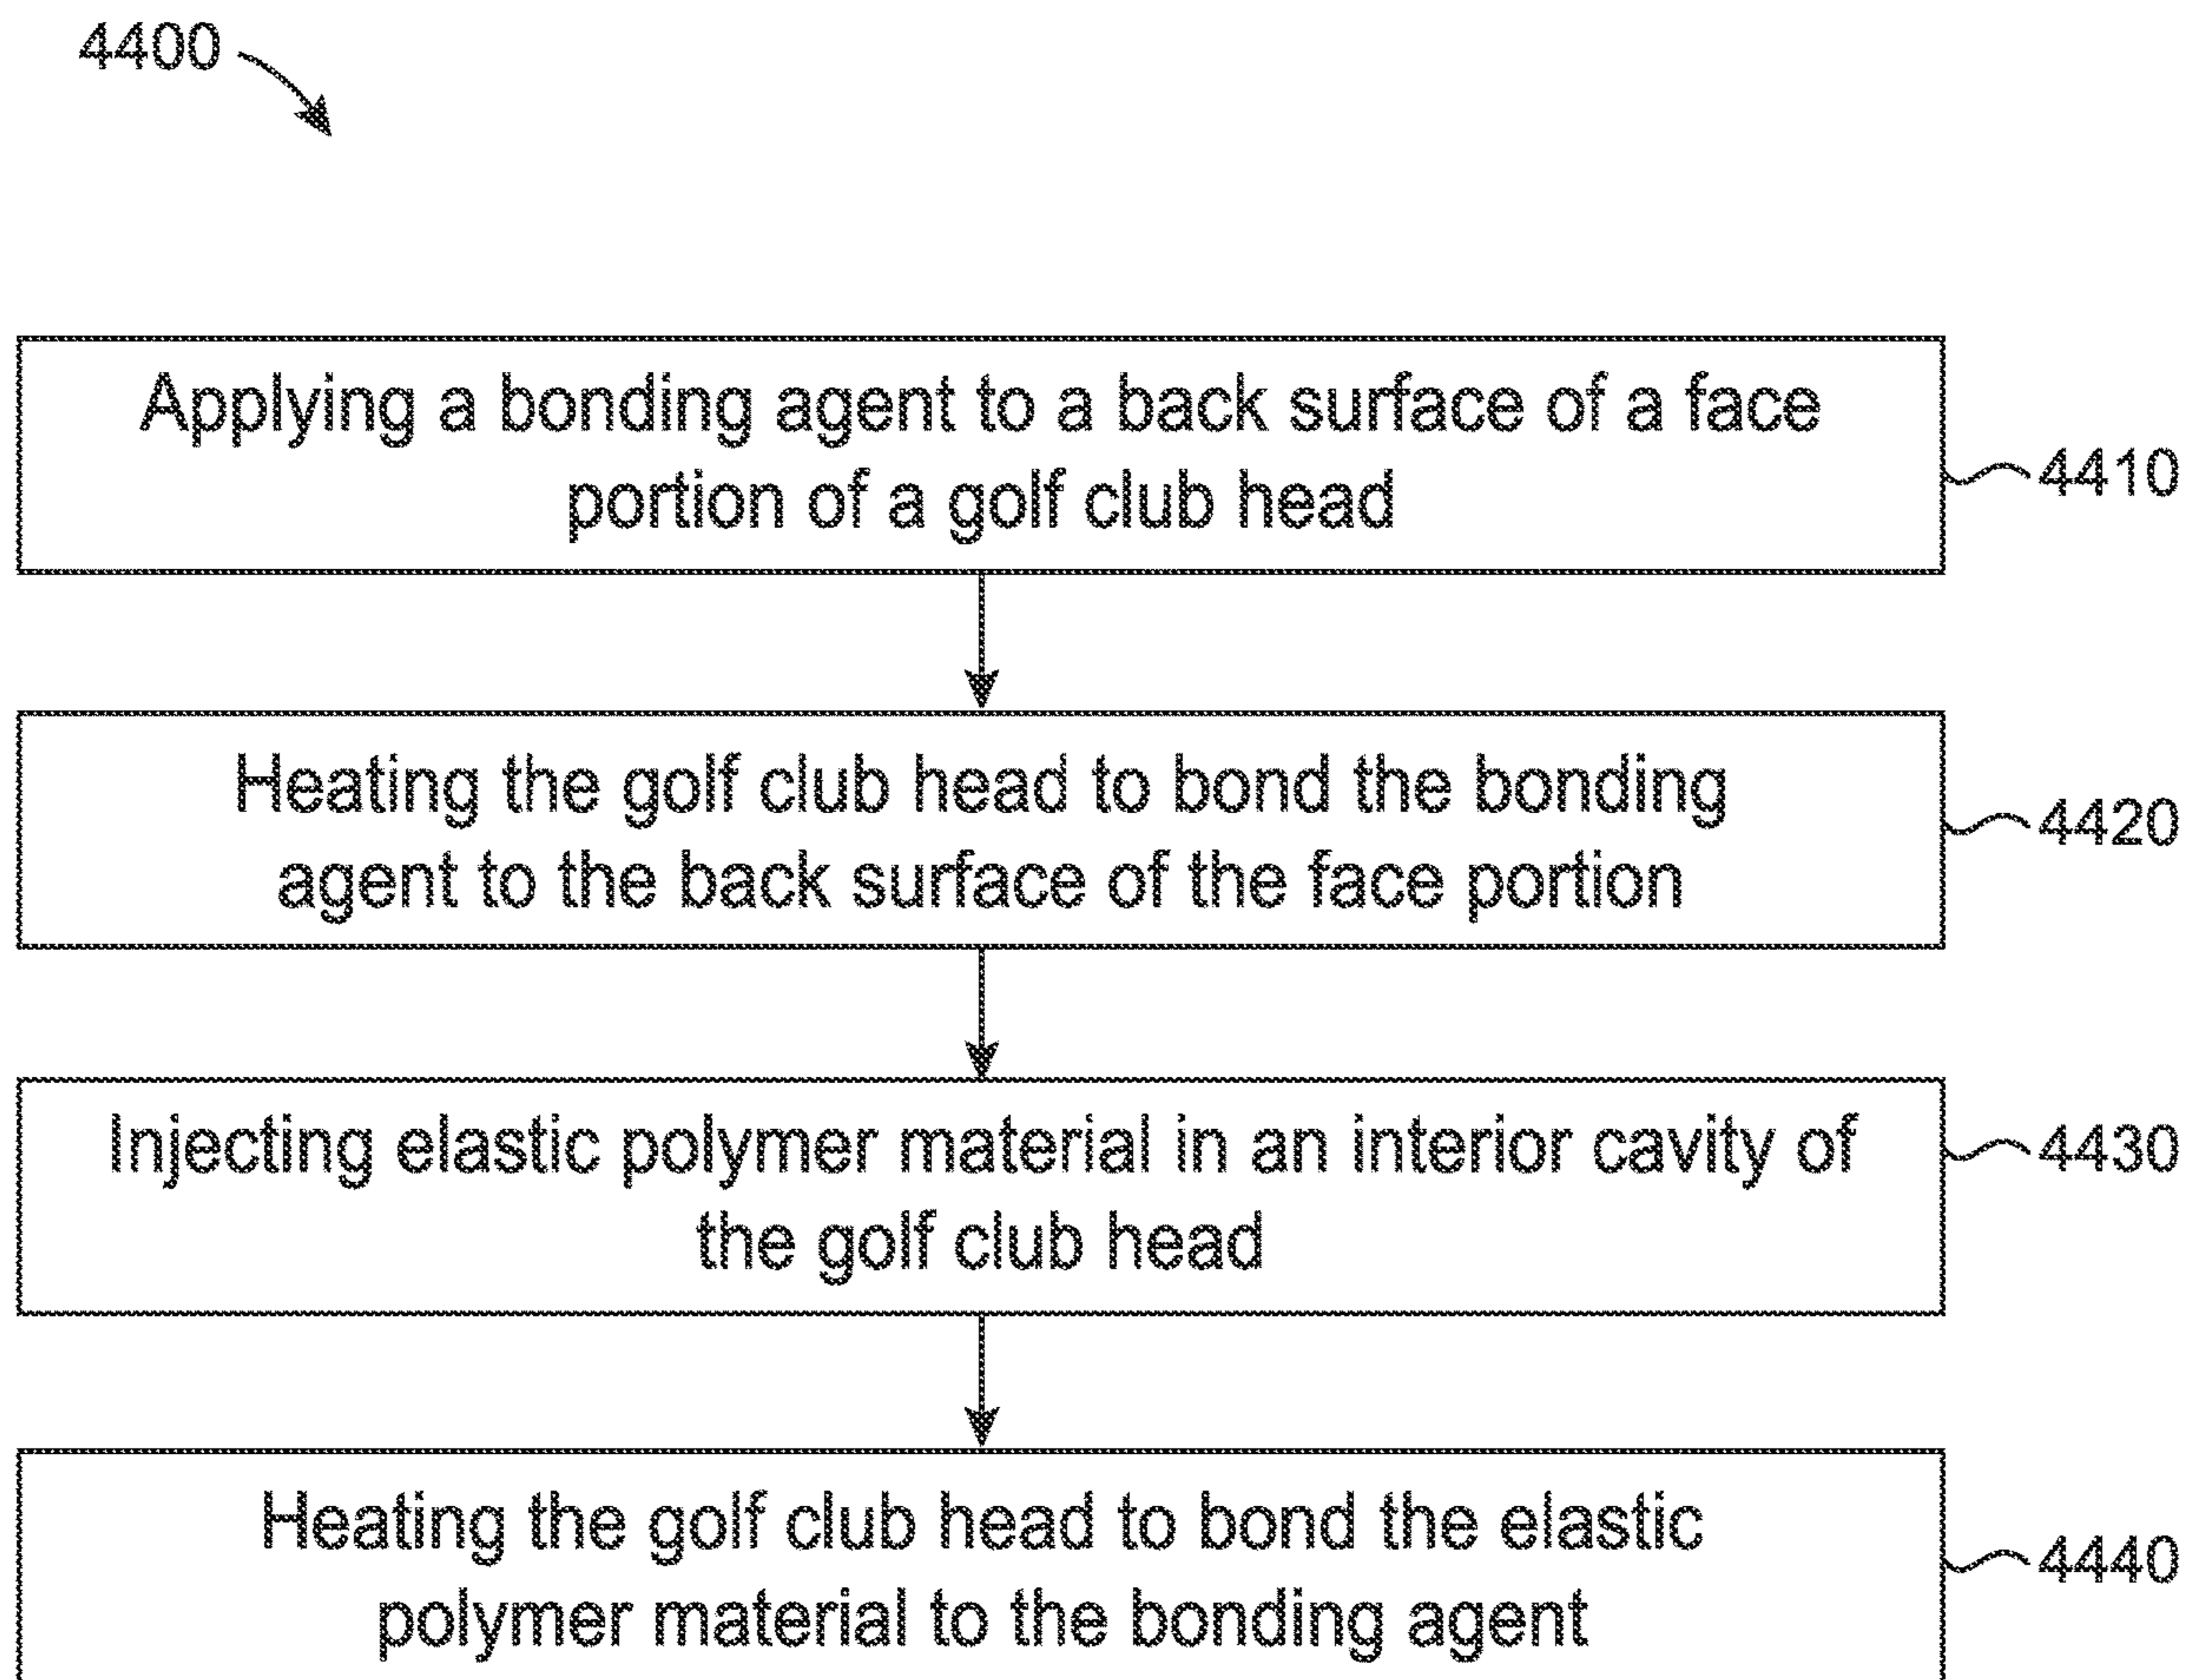 4400
Applying a bonding agent to a back surface of a face
portion of a golf club head
4410
Heating the golf club head to bond the bonding
agent to the back surface of the face portion
4420
Injecting elastic polymer material in an interior cavity of
the golf club head
4430
Heating the golf club head to bond the elastic
polymer material to the bonding agent
4440